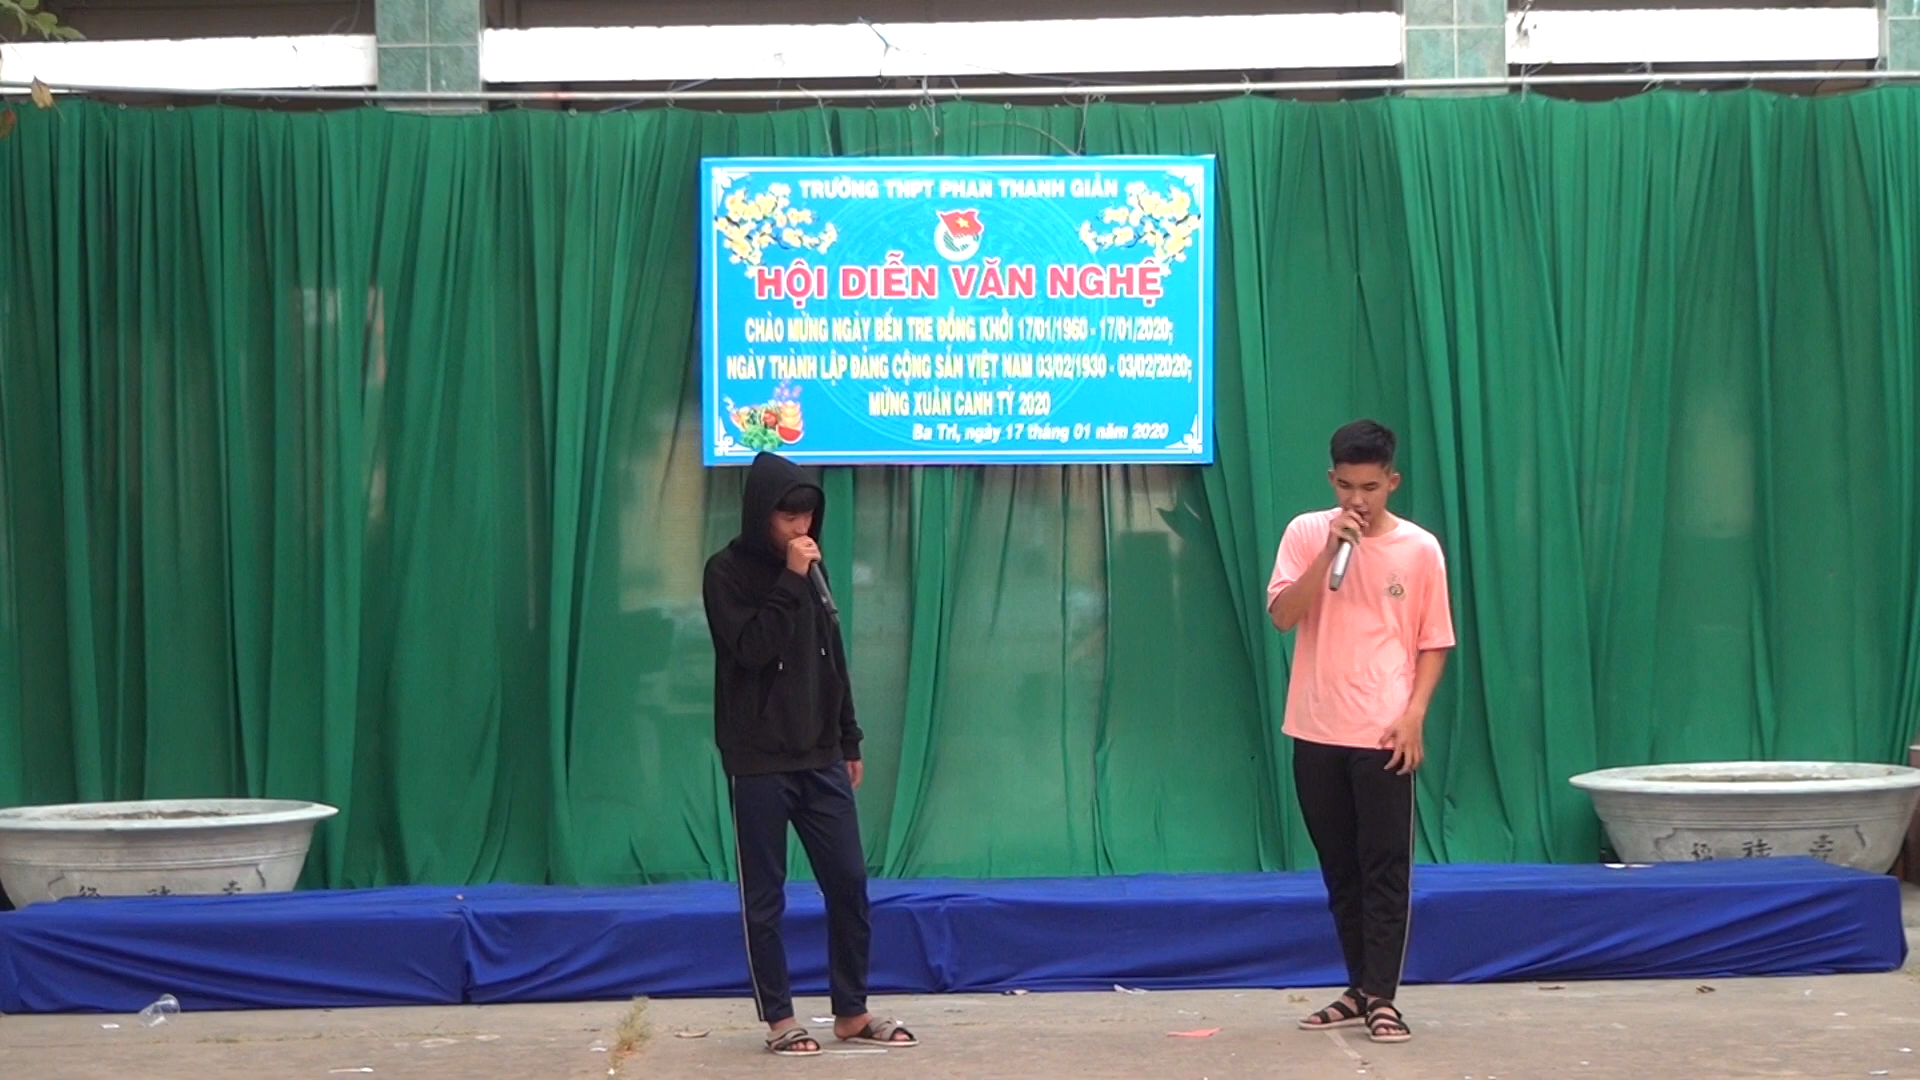 TRƯỜNG THPT PHAN THANH GIẢN
HỘI DIỄN VĂN NGHỆ
CHÀO MỪNG NGÀY BẾN TRE ĐỒNG KHỞI 17/01/1960 - 17/01/2020;
NGÀY THÀNH LẬP ĐẢNG CỘNG SẢN VIỆT NAM 03/02/1930 - 03/02/2020;
MỪNG XUÂN CANH TÝ 2020
Ba Tri, ngày 17 tháng 01 năm 2020